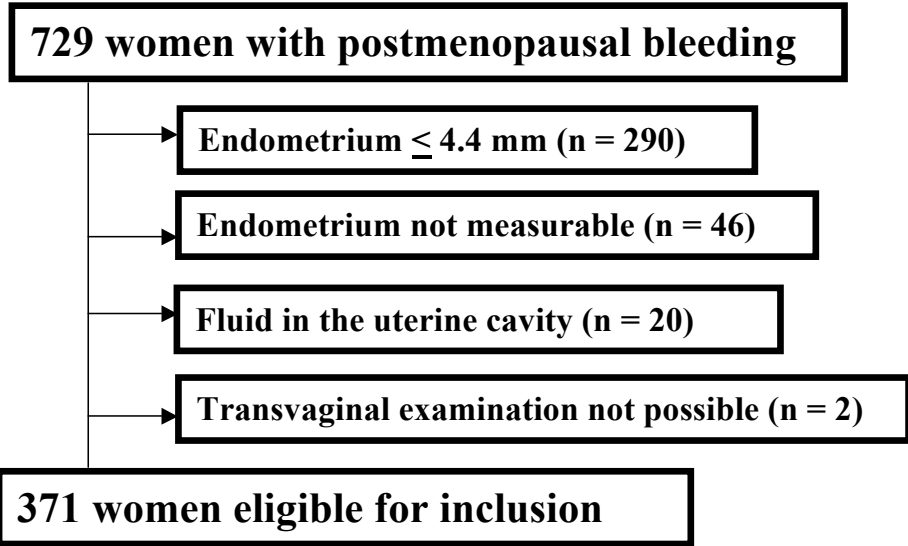 729 women with postmenopausal bleeding
Endometrium ≤ 4.4 mm (n = 290)
Endometrium not measurable (n = 46)
Fluid in the uterine cavity (n = 20)
Transvaginal examination not possible (n = 2)
371 women eligible for inclusion